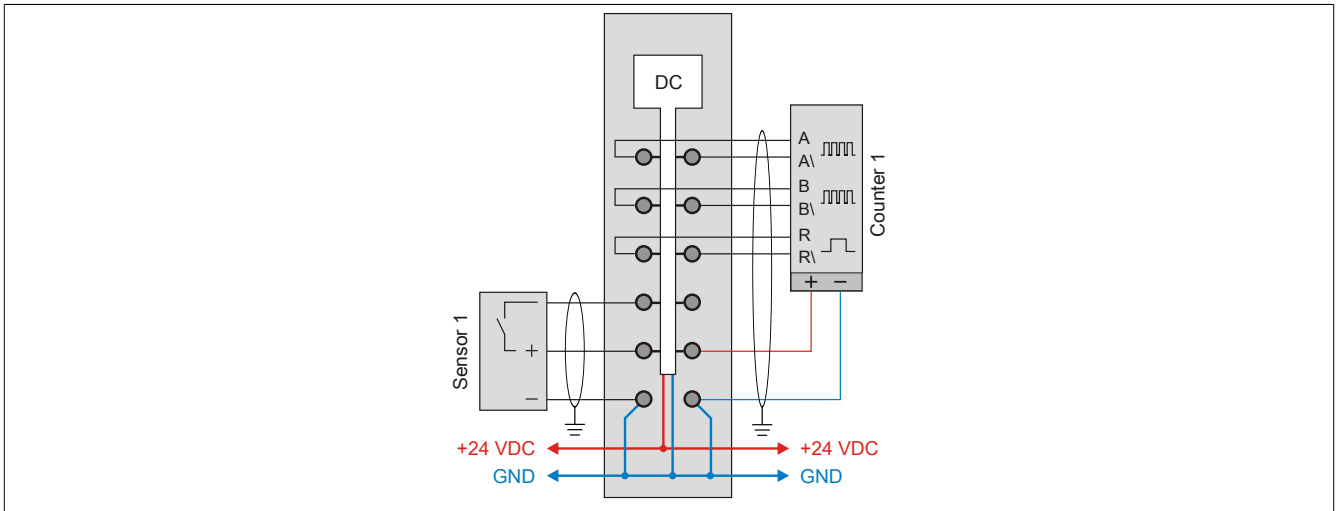 DC
A
A\
B
B\
R
R\
+ −
Counter 1
Sensor 1
+
−
+24 VDC
+24 VDC
GND
GND